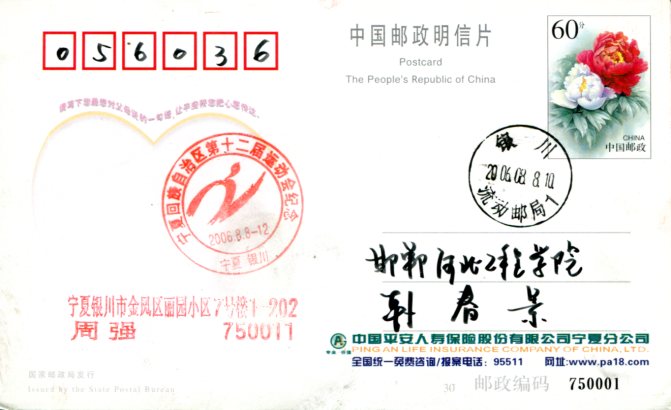 056036
中国邮政明信片
Postcard
The People's Republic of China
60分
CHINA
中国邮政
宁夏回族自治区第十二届运动会纪念
2006.8.8-12
宁夏 银川
银川
2006.08.8.10
流动邮局1
邯郸河北工程学院
韩春景
宁夏银川市金凤区丽园小区7号楼1-202
周强 750011
中国平安人寿保险股份有限公司宁夏分公司
PING AN LIFE INSURANCE COMPANY OF CHINA, LTD.
全国统一免费咨询/报案电话：95511 网址:www.pa18.com
国家邮政局发行
Issued by the State Postal Bureau
30 邮政编码 750001